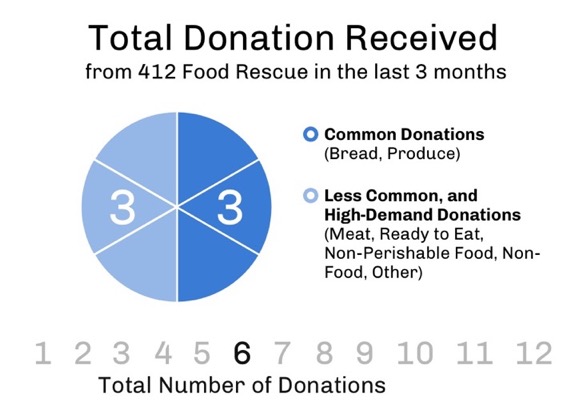 Total Donation Received
from 412 Food Rescue in the last 3 months
3 3
Common Donations
(Bread, Produce)
Less Common, and
High-Demand Donations
(Meat, Ready to Eat,
Non-Perishable Food, Non-
Food, Other)
1 2 3 4 5 6 7 8 9 10 11 12
Total Number of Donations